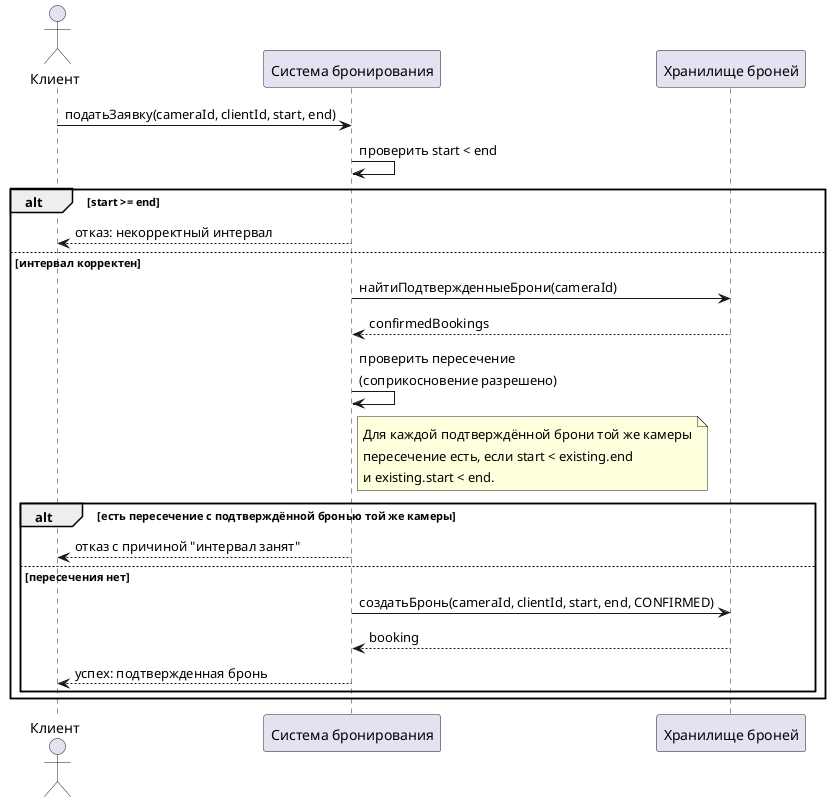 Клиент
Система бронирования
Хранилище броней
податьЗаявку(cameraId, clientId, start, end)
проверить start < end
alt [start >= end]
отказ: некорректный интервал
[интервал корректен]
найтиПодтвержденныеБрони(cameraId)
confirmedBookings
проверить пересечение
(соприкосновение разрешено)
Для каждой подтверждённой брони той же камеры
пересечение есть, если start < existing.end
и existing.start < end.
alt [есть пересечение с подтверждённой бронью той же камеры]
отказ с причиной "интервал занят"
[пересечения нет]
создатьБронь(cameraId, clientId, start, end, CONFIRMED)
booking
успех: подтвержденная бронь
Клиент
Система бронирования
Хранилище броней